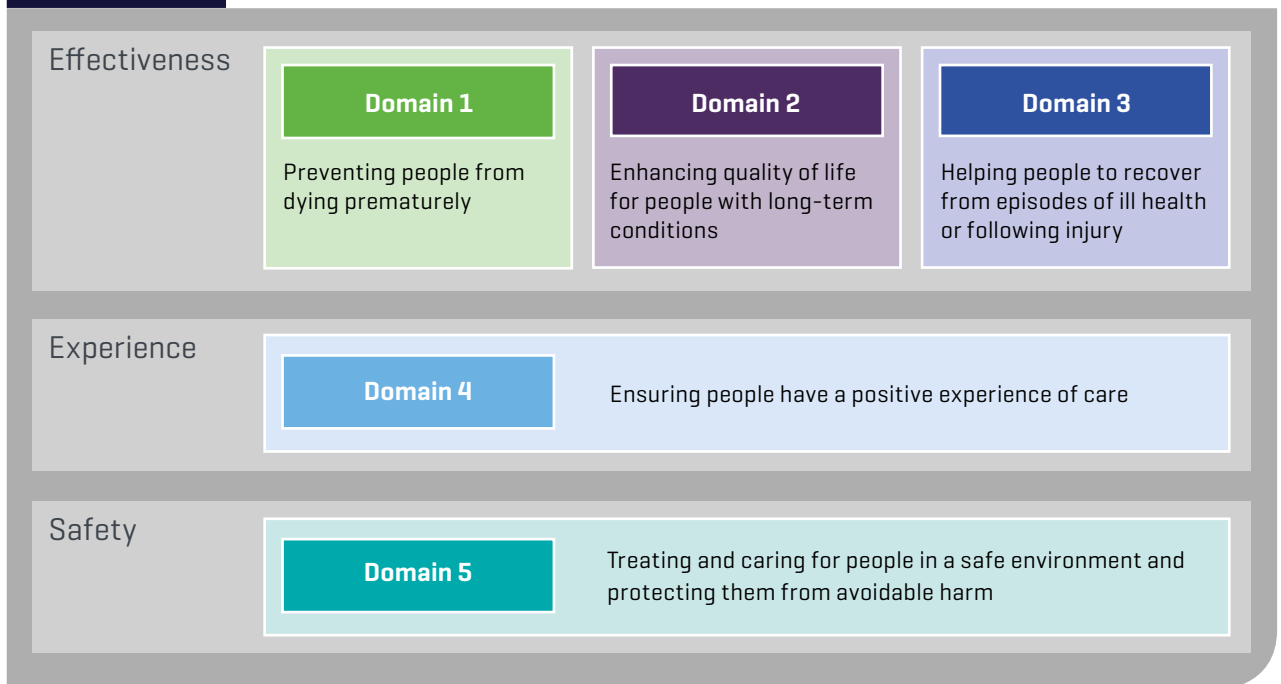 Effectiveness
Domain 1
Preventing people from
dying prematurely
Domain 2
Enhancing quality of life
for people with long-term
conditions
Domain 3
Helping people to recover
from episodes of ill health
or following injury
Experience
Domain 4
Ensuring people have a positive experience of care
Safety
Domain 5
Treating and caring for people in a safe environment and
protecting them from avoidable harm